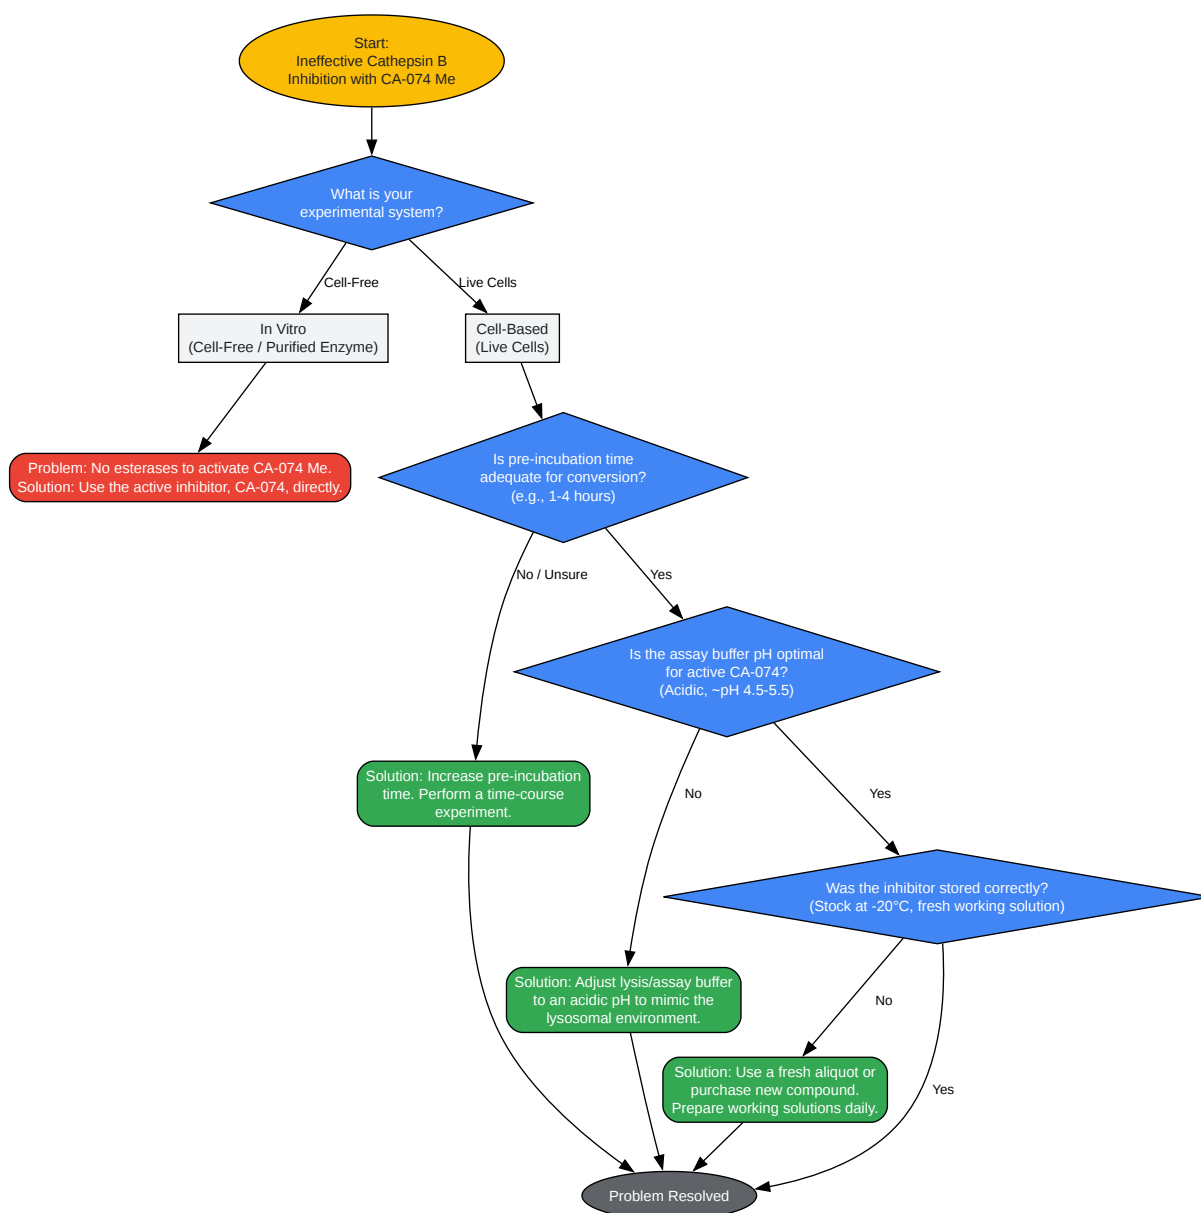 Start:
Ineffective Cathepsin B
Inhibition with CA-074 Me
What is your
experimental system?
Cell-Free
Live Cells
In Vitro
(Cell-Free / Purified Enzyme)
Cell-Based
(Live Cells)
Problem: No esterases to activate CA-074 Me.
Solution: Use the active inhibitor, CA-074, directly.
Is pre-incubation time
adequate for conversion?
(e.g., 1-4 hours)
No / Unsure
Yes
Is the assay buffer pH optimal
for active CA-074?
(Acidic, ~pH 4.5-5.5)
Solution: Increase pre-incubation
time. Perform a time-course
experiment.
No
Yes
Was the inhibitor stored correctly?
(Stock at -20°C, fresh working solution)
Solution: Adjust lysis/assay buffer
to an acidic pH to mimic the
lysosomal environment.
No
Solution: Use a fresh aliquot or
purchase new compound.
Prepare working solutions daily.
Yes
Problem Resolved